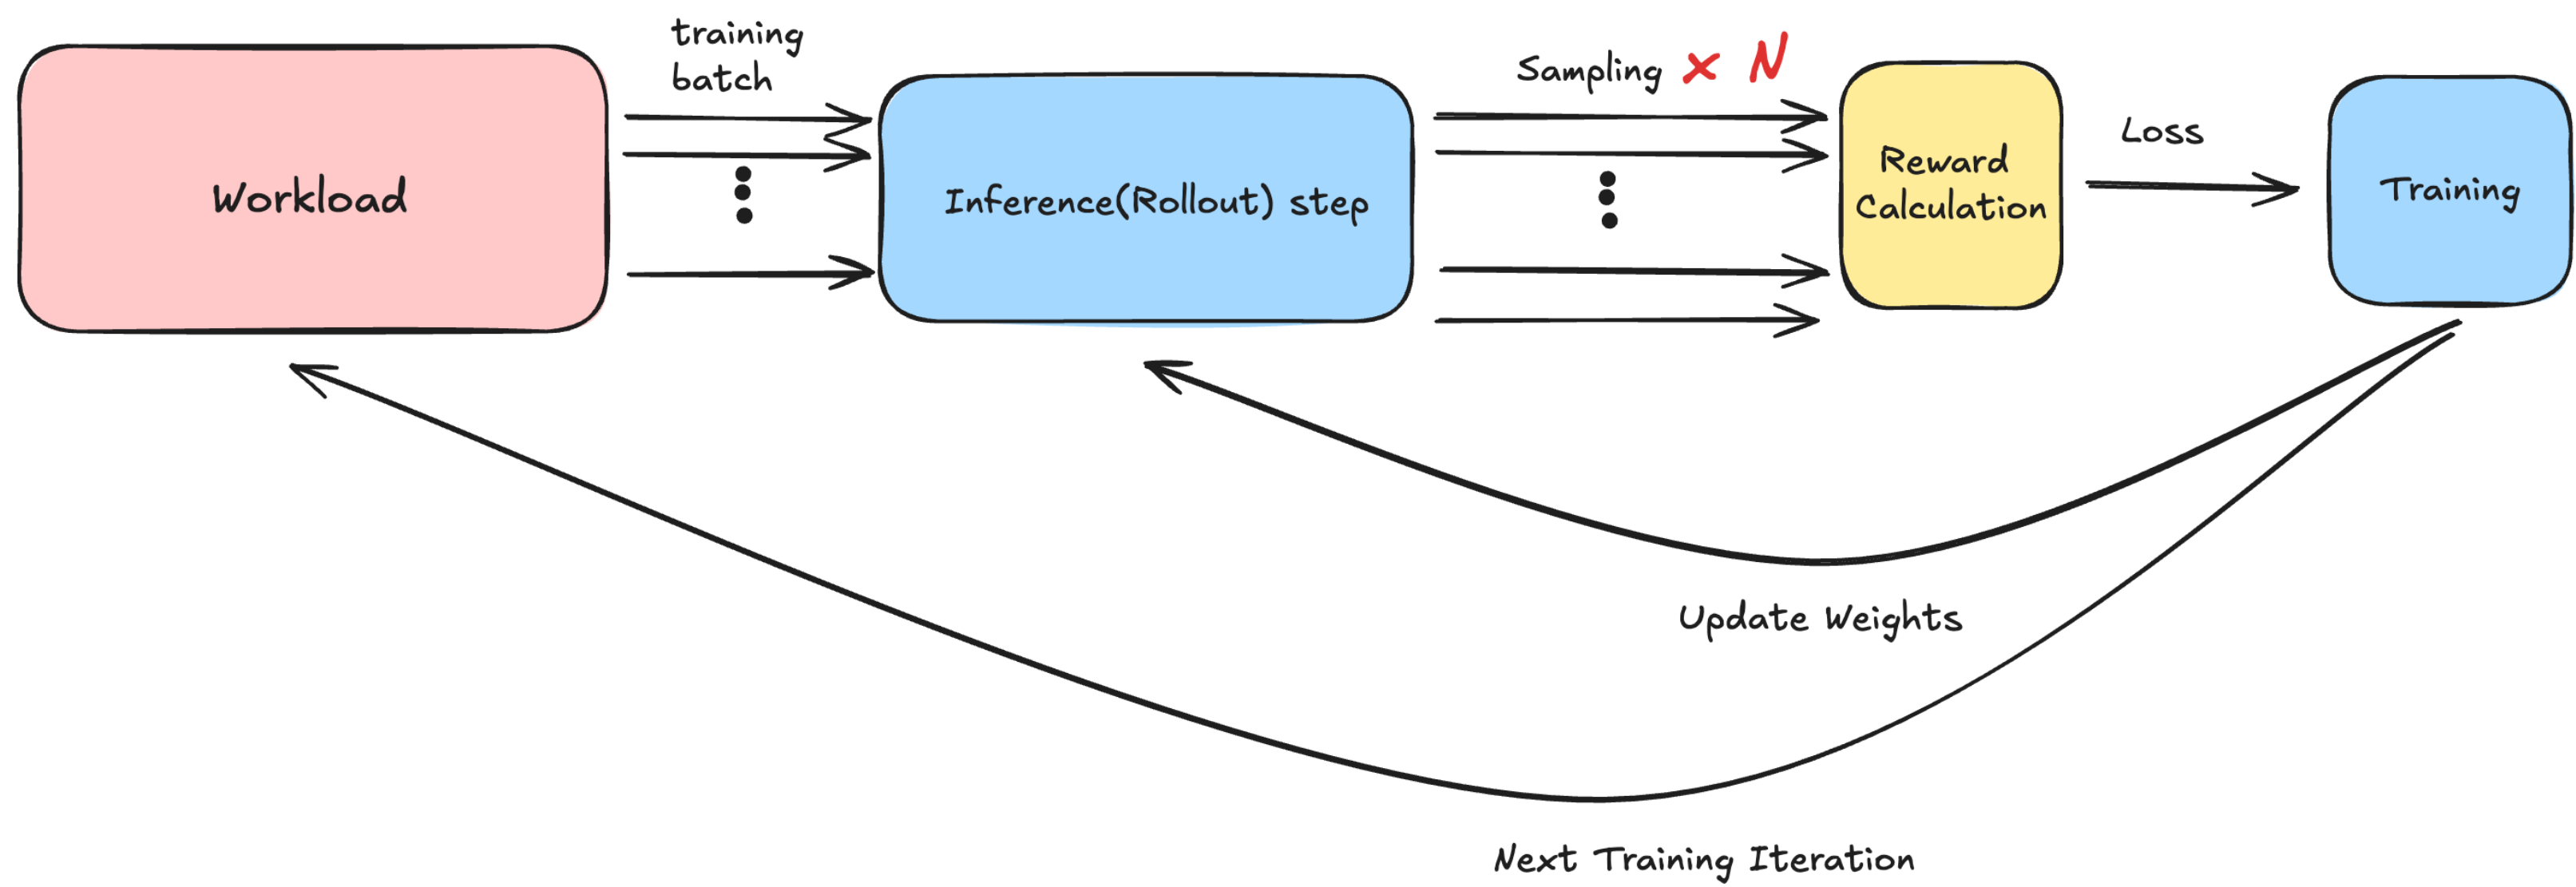 training
batch
Sampling × N
Workload
Inference(Rollout) step
Reward
Calculation
Loss
Training
Update Weights
Next Training Iteration